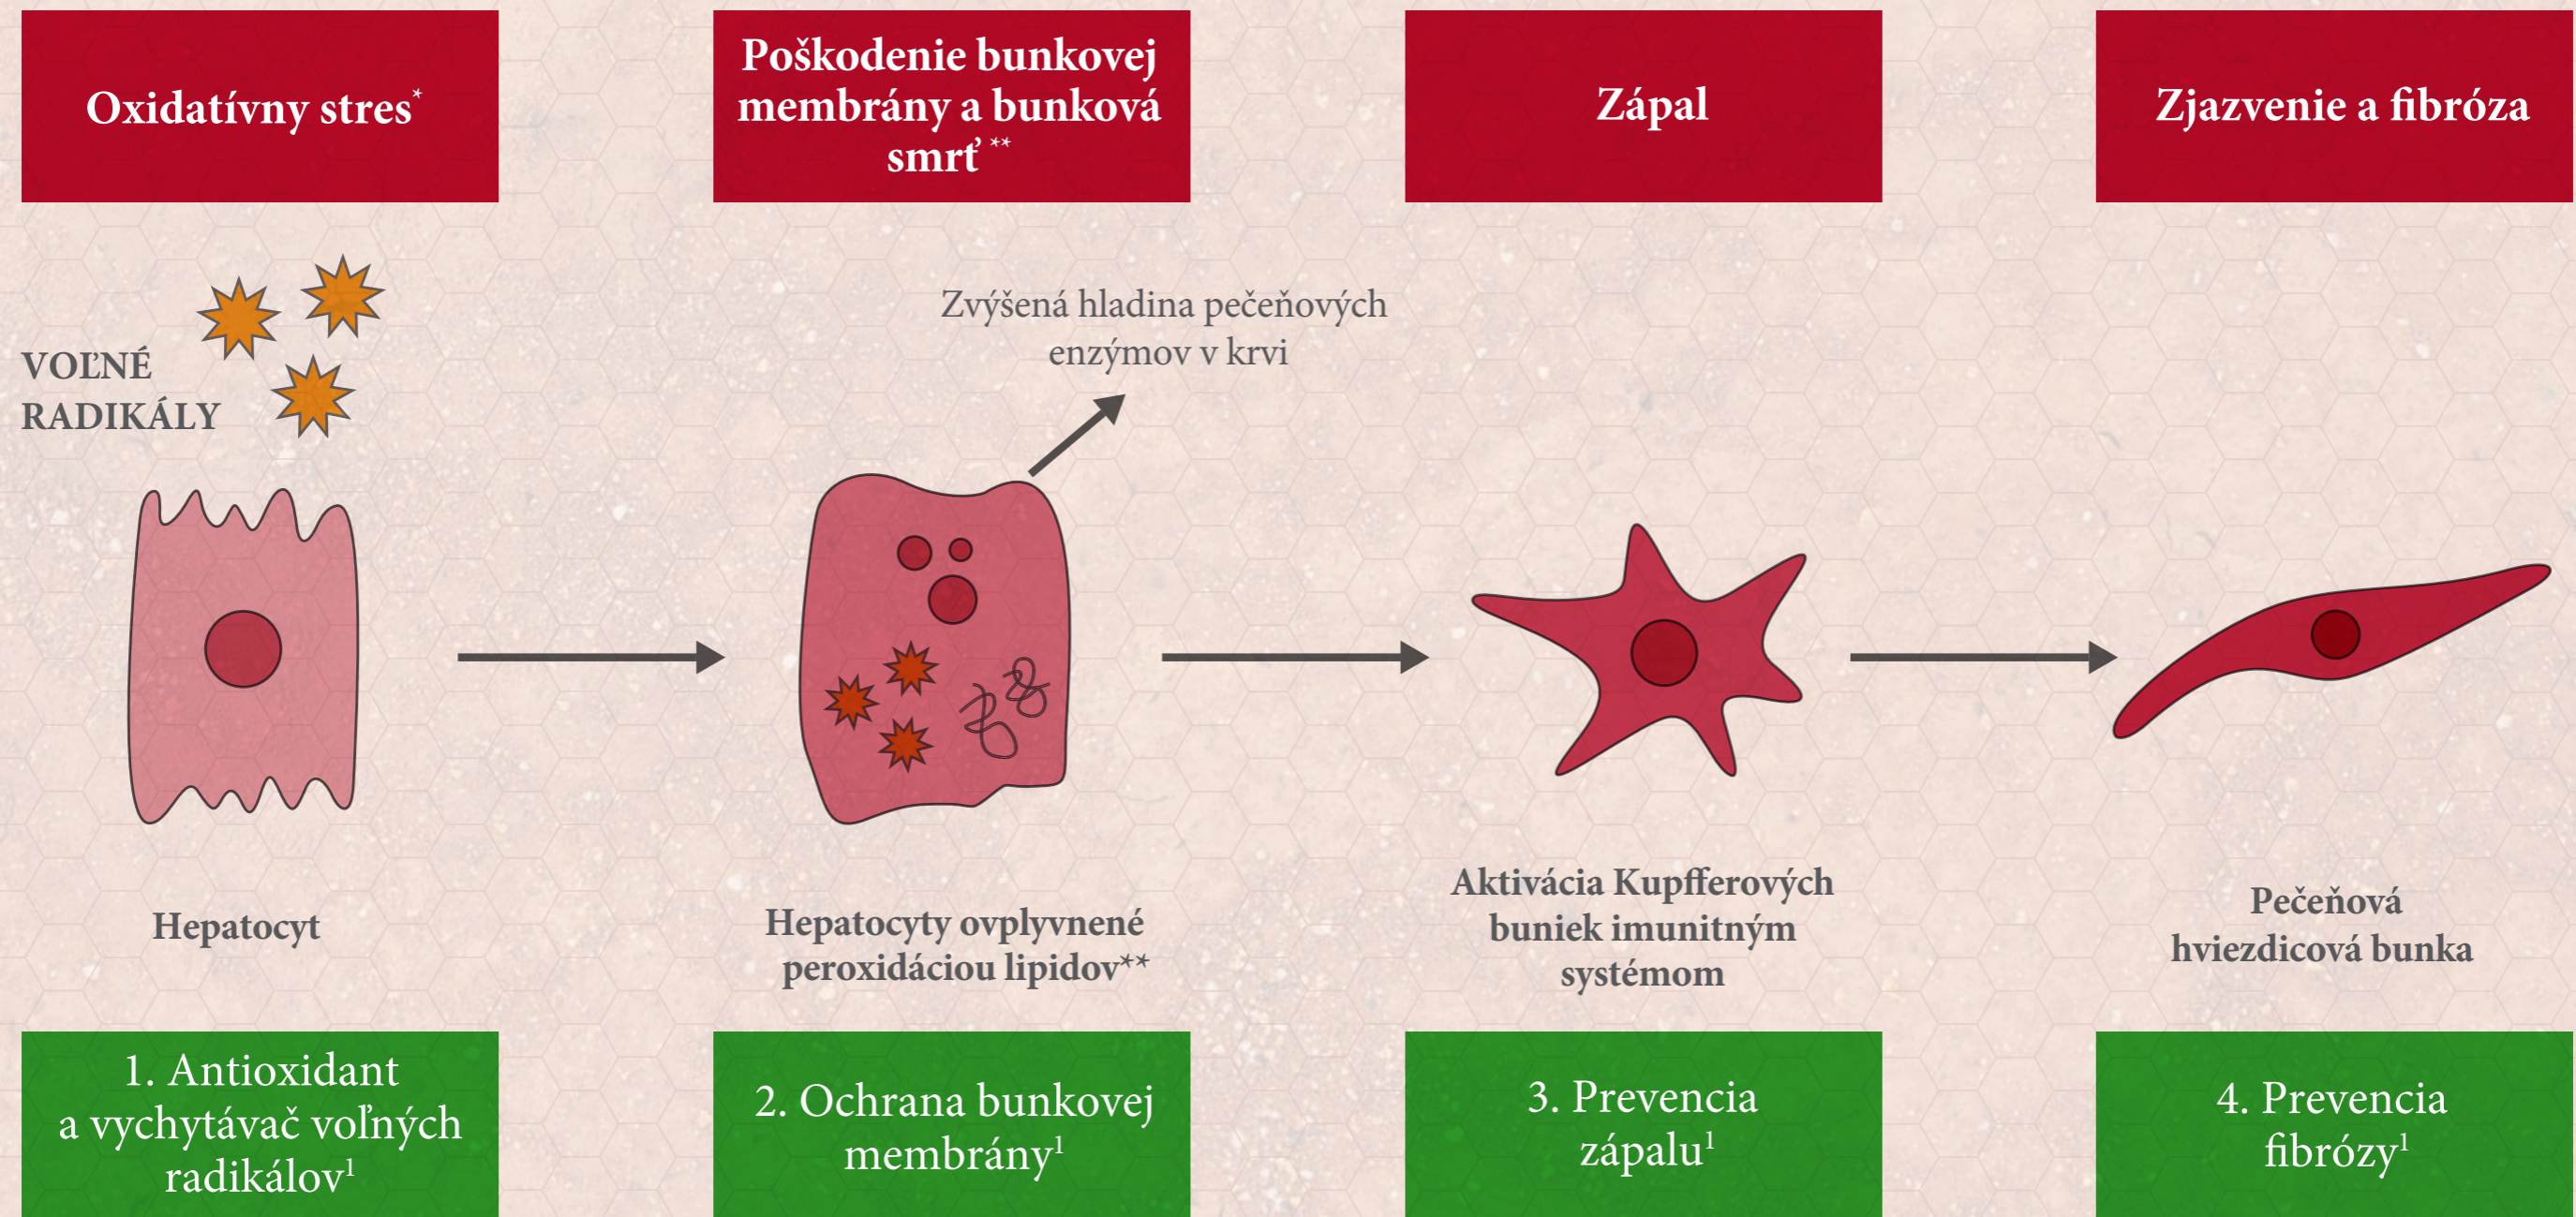 Oxidatívny stres*
Poškodenie bunkovej
membrány a bunková
smrť **
Zápal
Zjazvenie a fibróza
VOĽNÉ
RADIKÁLY
Zvýšená hladina pečeňových
enzýmov v krvi
Hepatocyt
Hepatocyty ovplyvnené
peroxidáciou lipidov**
Aktivácia Kupfferových
buniek imunitným
systémom
Pečeňová
hviezdicová bunka
1. Antioxidant
a vychytávač voľných
radikálov¹
2. Ochrana bunkovej
membrány¹
3. Prevencia
zápalu¹
4. Prevencia
fibrózy¹